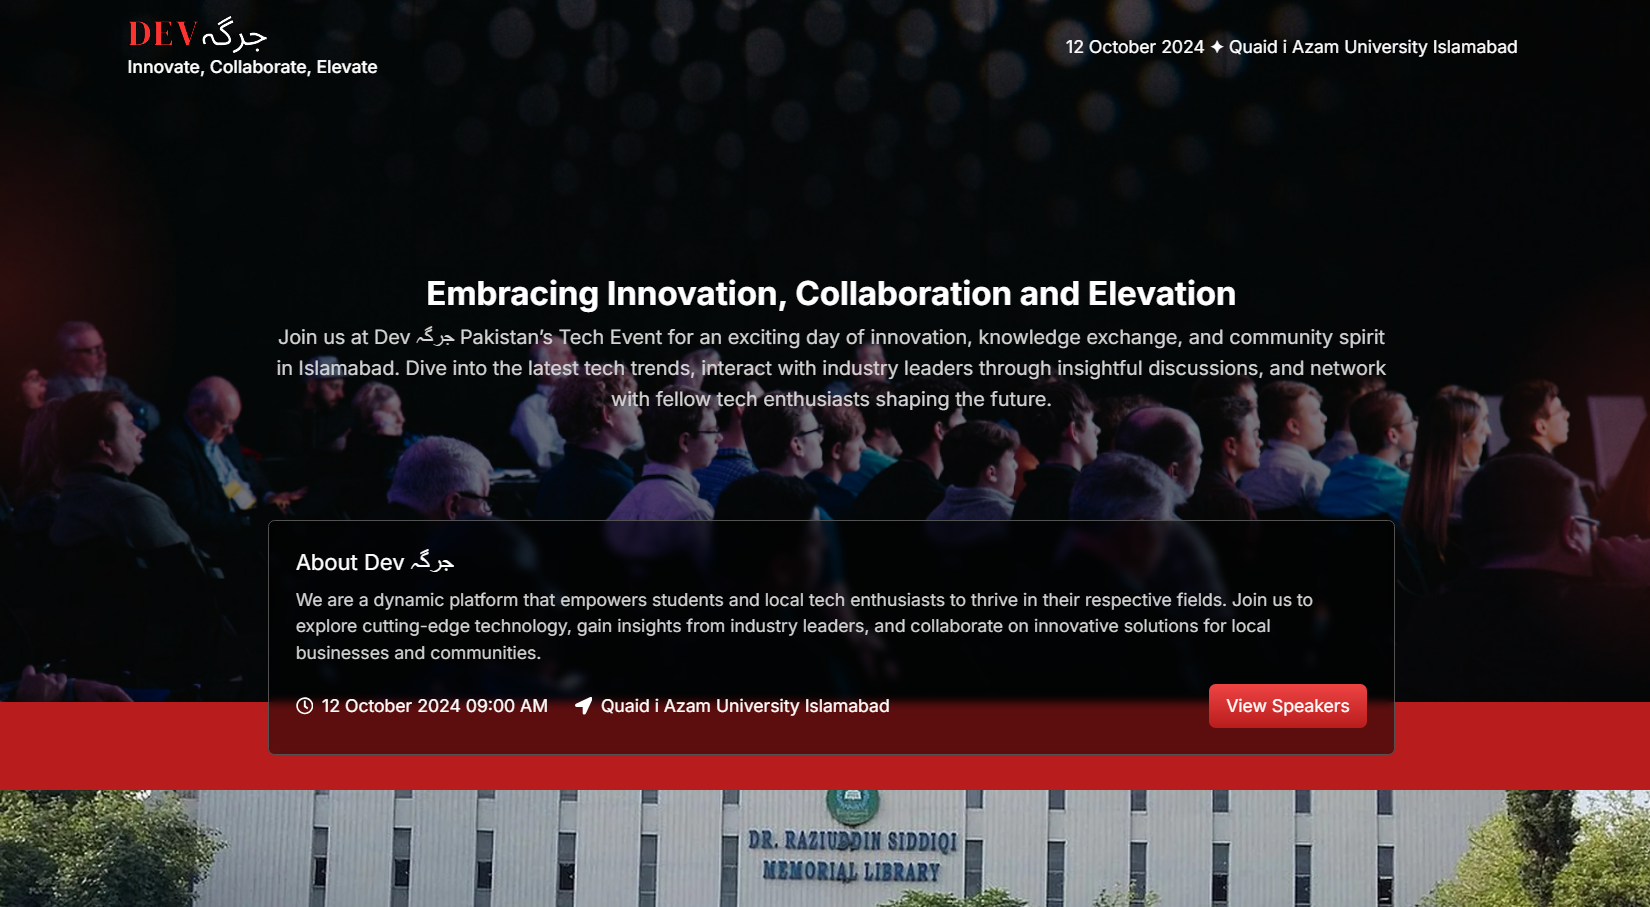 DEV جرگہ
Innovate, Collaborate, Elevate
12 October 2024 ✦ Quaid i Azam University Islamabad
Embracing Innovation, Collaboration and Elevation
Join us at Dev جرگہ Pakistan’s Tech Event for an exciting day of innovation, knowledge exchange, and community spirit
in Islamabad. Dive into the latest tech trends, interact with industry leaders through insightful discussions, and network
with fellow tech enthusiasts shaping the future.
About Dev جرگہ
We are a dynamic platform that empowers students and local tech enthusiasts to thrive in their respective fields. Join us to
explore cutting-edge technology, gain insights from industry leaders, and collaborate on innovative solutions for local
businesses and communities.
12 October 2024 09:00 AM
Quaid i Azam University Islamabad
View Speakers
DR. RAZIUDDIN SIDDIQI
MEMORIAL LIBRARY